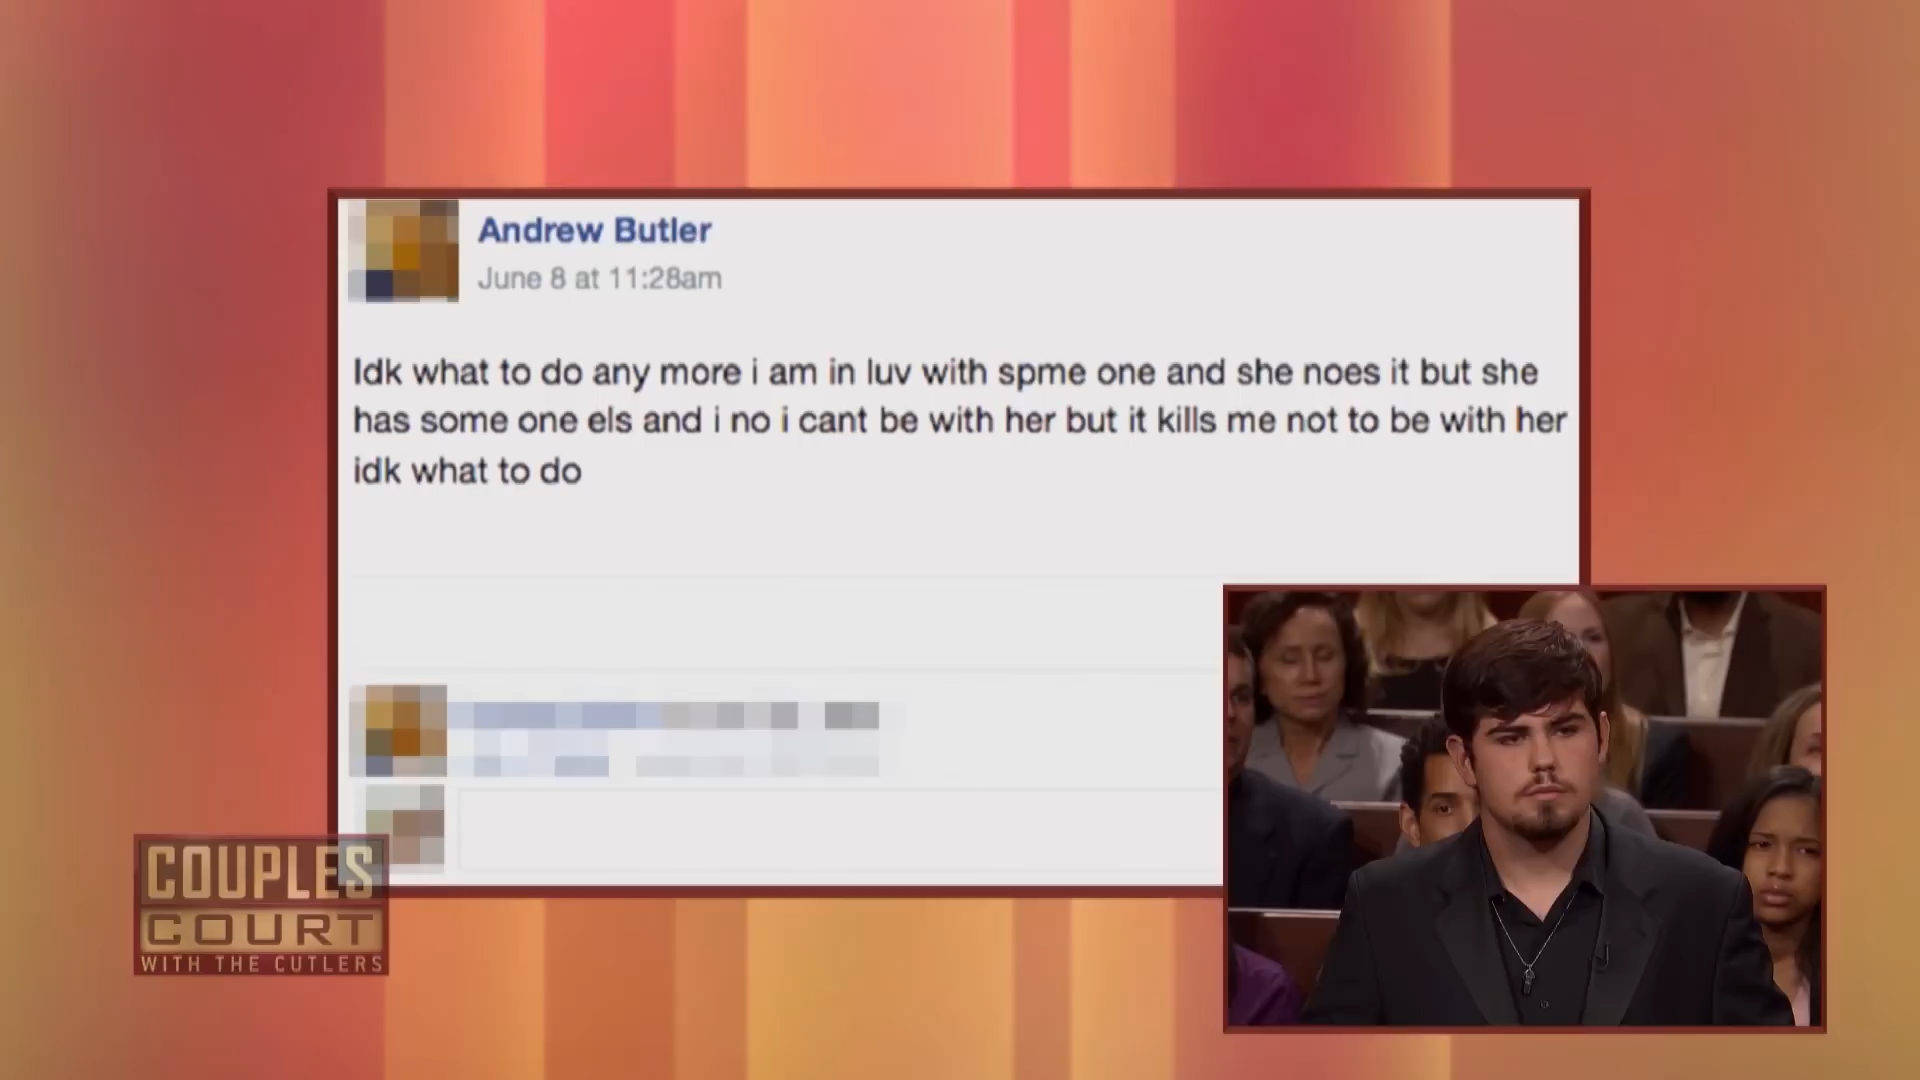 Andrew Butler
June 8 at 11:28am
Idk what to do any more i am in luv with spme one and she noes it but she
has some one els and i no i cant be with her but it kills me not to be with her
idk what to do
COUPLES
COURT
WITH THE CUTLERS